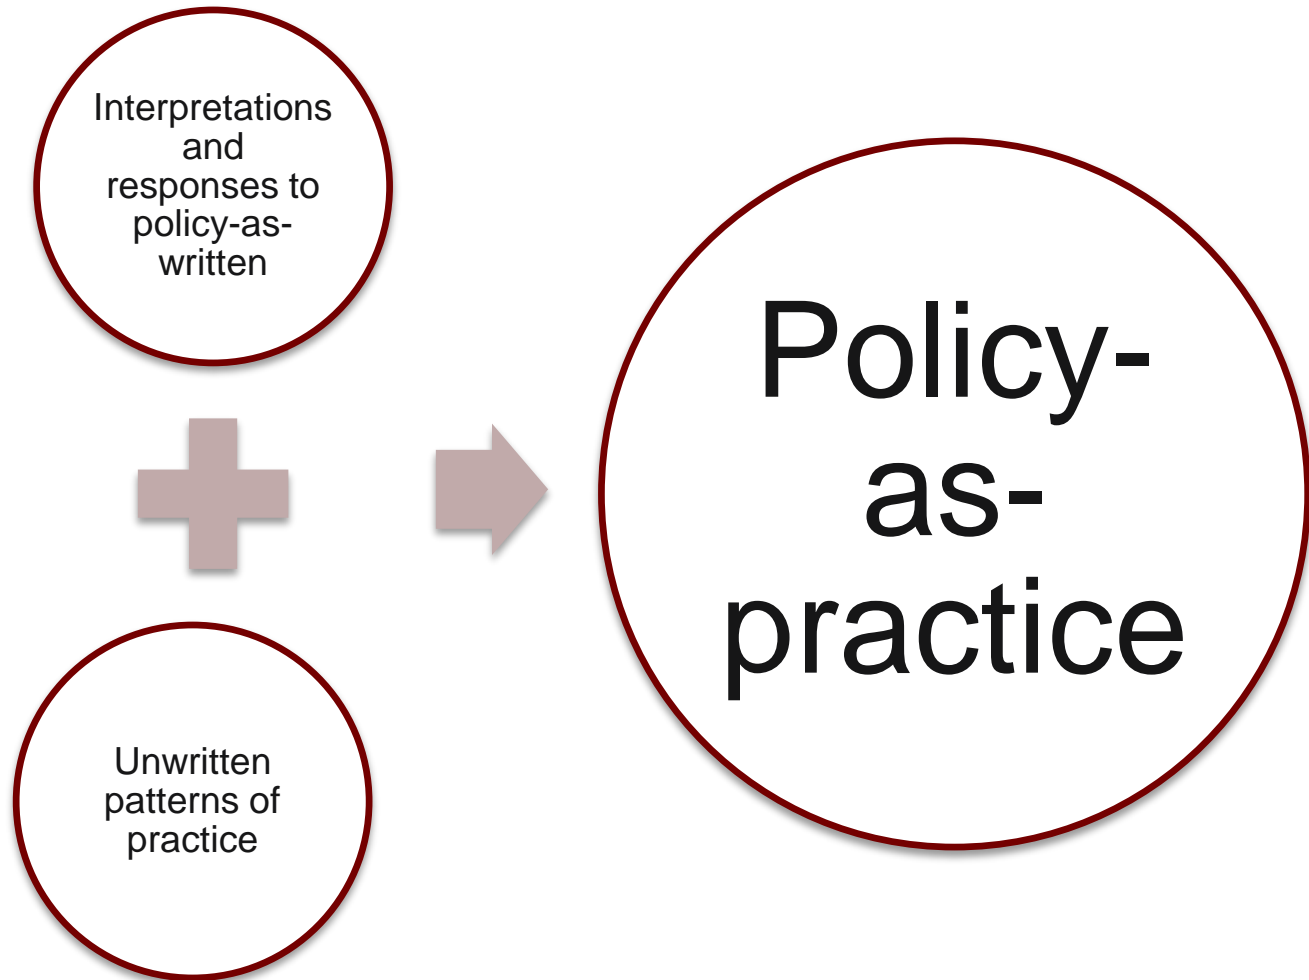 Interpretations
and
responses to
policy-as-
written
Unwritten
patterns of
practice
Policy-
as-
practice